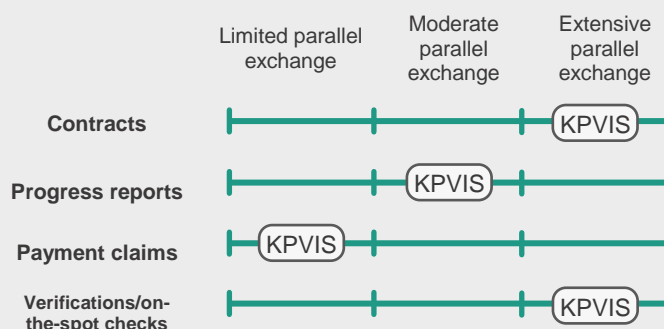 Limited parallel
exchange
Moderate
parallel
exchange
Extensive
parallel
exchange
Contracts
KPVIS
Progress reports
KPVIS
Payment claims
KPVIS
Verifications/on-
the-spot checks
KPVIS